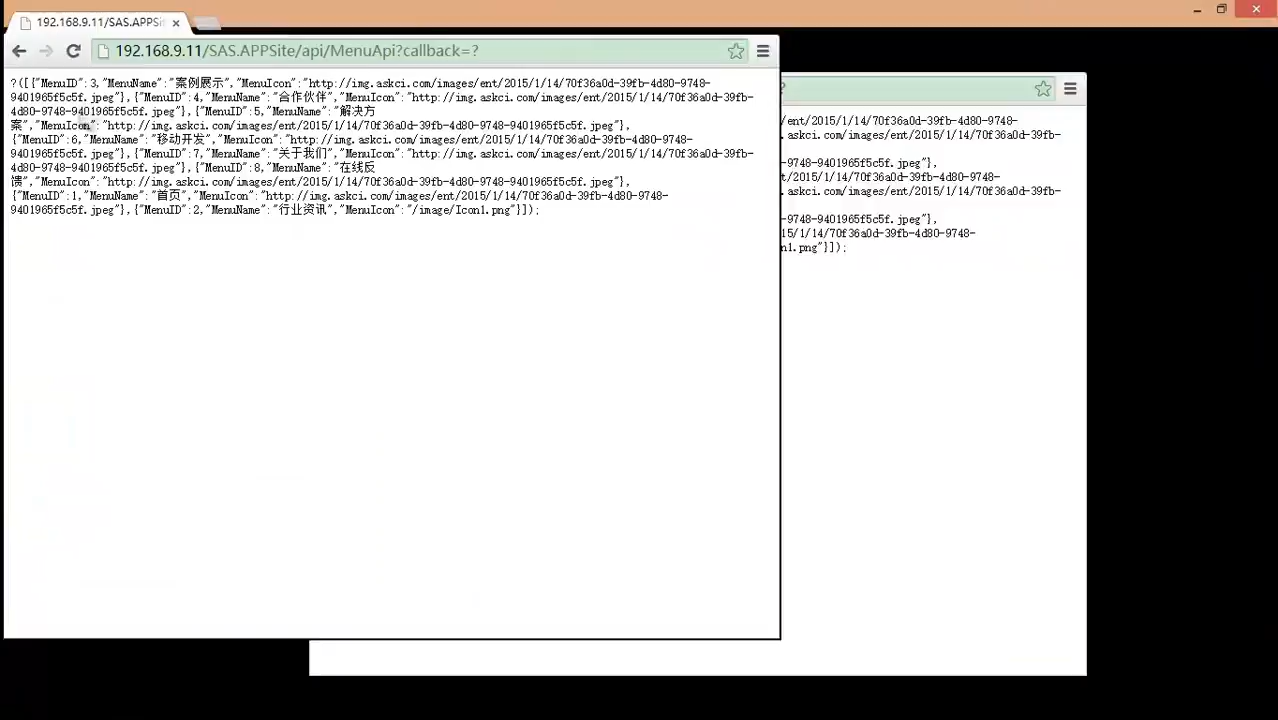 192.168.9.11/SAS.APPSit
192.168.9.11/SAS.APPSite/api/MenuApi?callback=?
?([{"MenuID":3,"MenuName":"案例展示","MenuIcon":"http://img.askci.com/images/ent/2015/1/14/70f36a0d-39fb-4d80-9748-
9401965f5c5f.jpeg"},{"MenuID":4,"MenuName":"合作伙伴","MenuIcon":"http://img.askci.com/images/ent/2015/1/14/70f36a0d-39fb-
4d80-9748-9401965f5c5f.jpeg"},{"MenuID":5,"MenuName":"解决方
案","MenuIcon":"http://img.askci.com/images/ent/2015/1/14/70f36a0d-39fb-4d80-9748-9401965f5c5f.jpeg"},
{"MenuID":6,"MenuName":"移动开发","MenuIcon":"http://img.askci.com/images/ent/2015/1/14/70f36a0d-39fb-4d80-9748-
9401965f5c5f.jpeg"},{"MenuID":7,"MenuName":"关于我们","MenuIcon":"http://img.askci.com/images/ent/2015/1/14/70f36a0d-39fb-
4d80-9748-9401965f5c5f.jpeg"},{"MenuID":8,"MenuName":"在线反
馈","MenuIcon":"http://img.askci.com/images/ent/2015/1/14/70f36a0d-39fb-4d80-9748-9401965f5c5f.jpeg"},
{"MenuID":1,"MenuName":"首页","MenuIcon":"http://img.askci.com/images/ent/2015/1/14/70f36a0d-39fb-4d80-9748-
9401965f5c5f.jpeg"},{"MenuID":2,"MenuName":"行业资讯","MenuIcon":"/image/Icon1.png"}]);
?
/ent/2015/1/14/70f36a0d-39fb-4d80-9748-
.askci.com/images/ent/2015/1/14/70f36a0d-39fb-
-9748-9401965f5c5f.jpeg"},
/ent/2015/1/14/70f36a0d-39fb-4d80-9748-
.askci.com/images/ent/2015/1/14/70f36a0d-39fb-
-9748-9401965f5c5f.jpeg"},
15/1/14/70f36a0d-39fb-4d80-9748-
n1.png"}]);